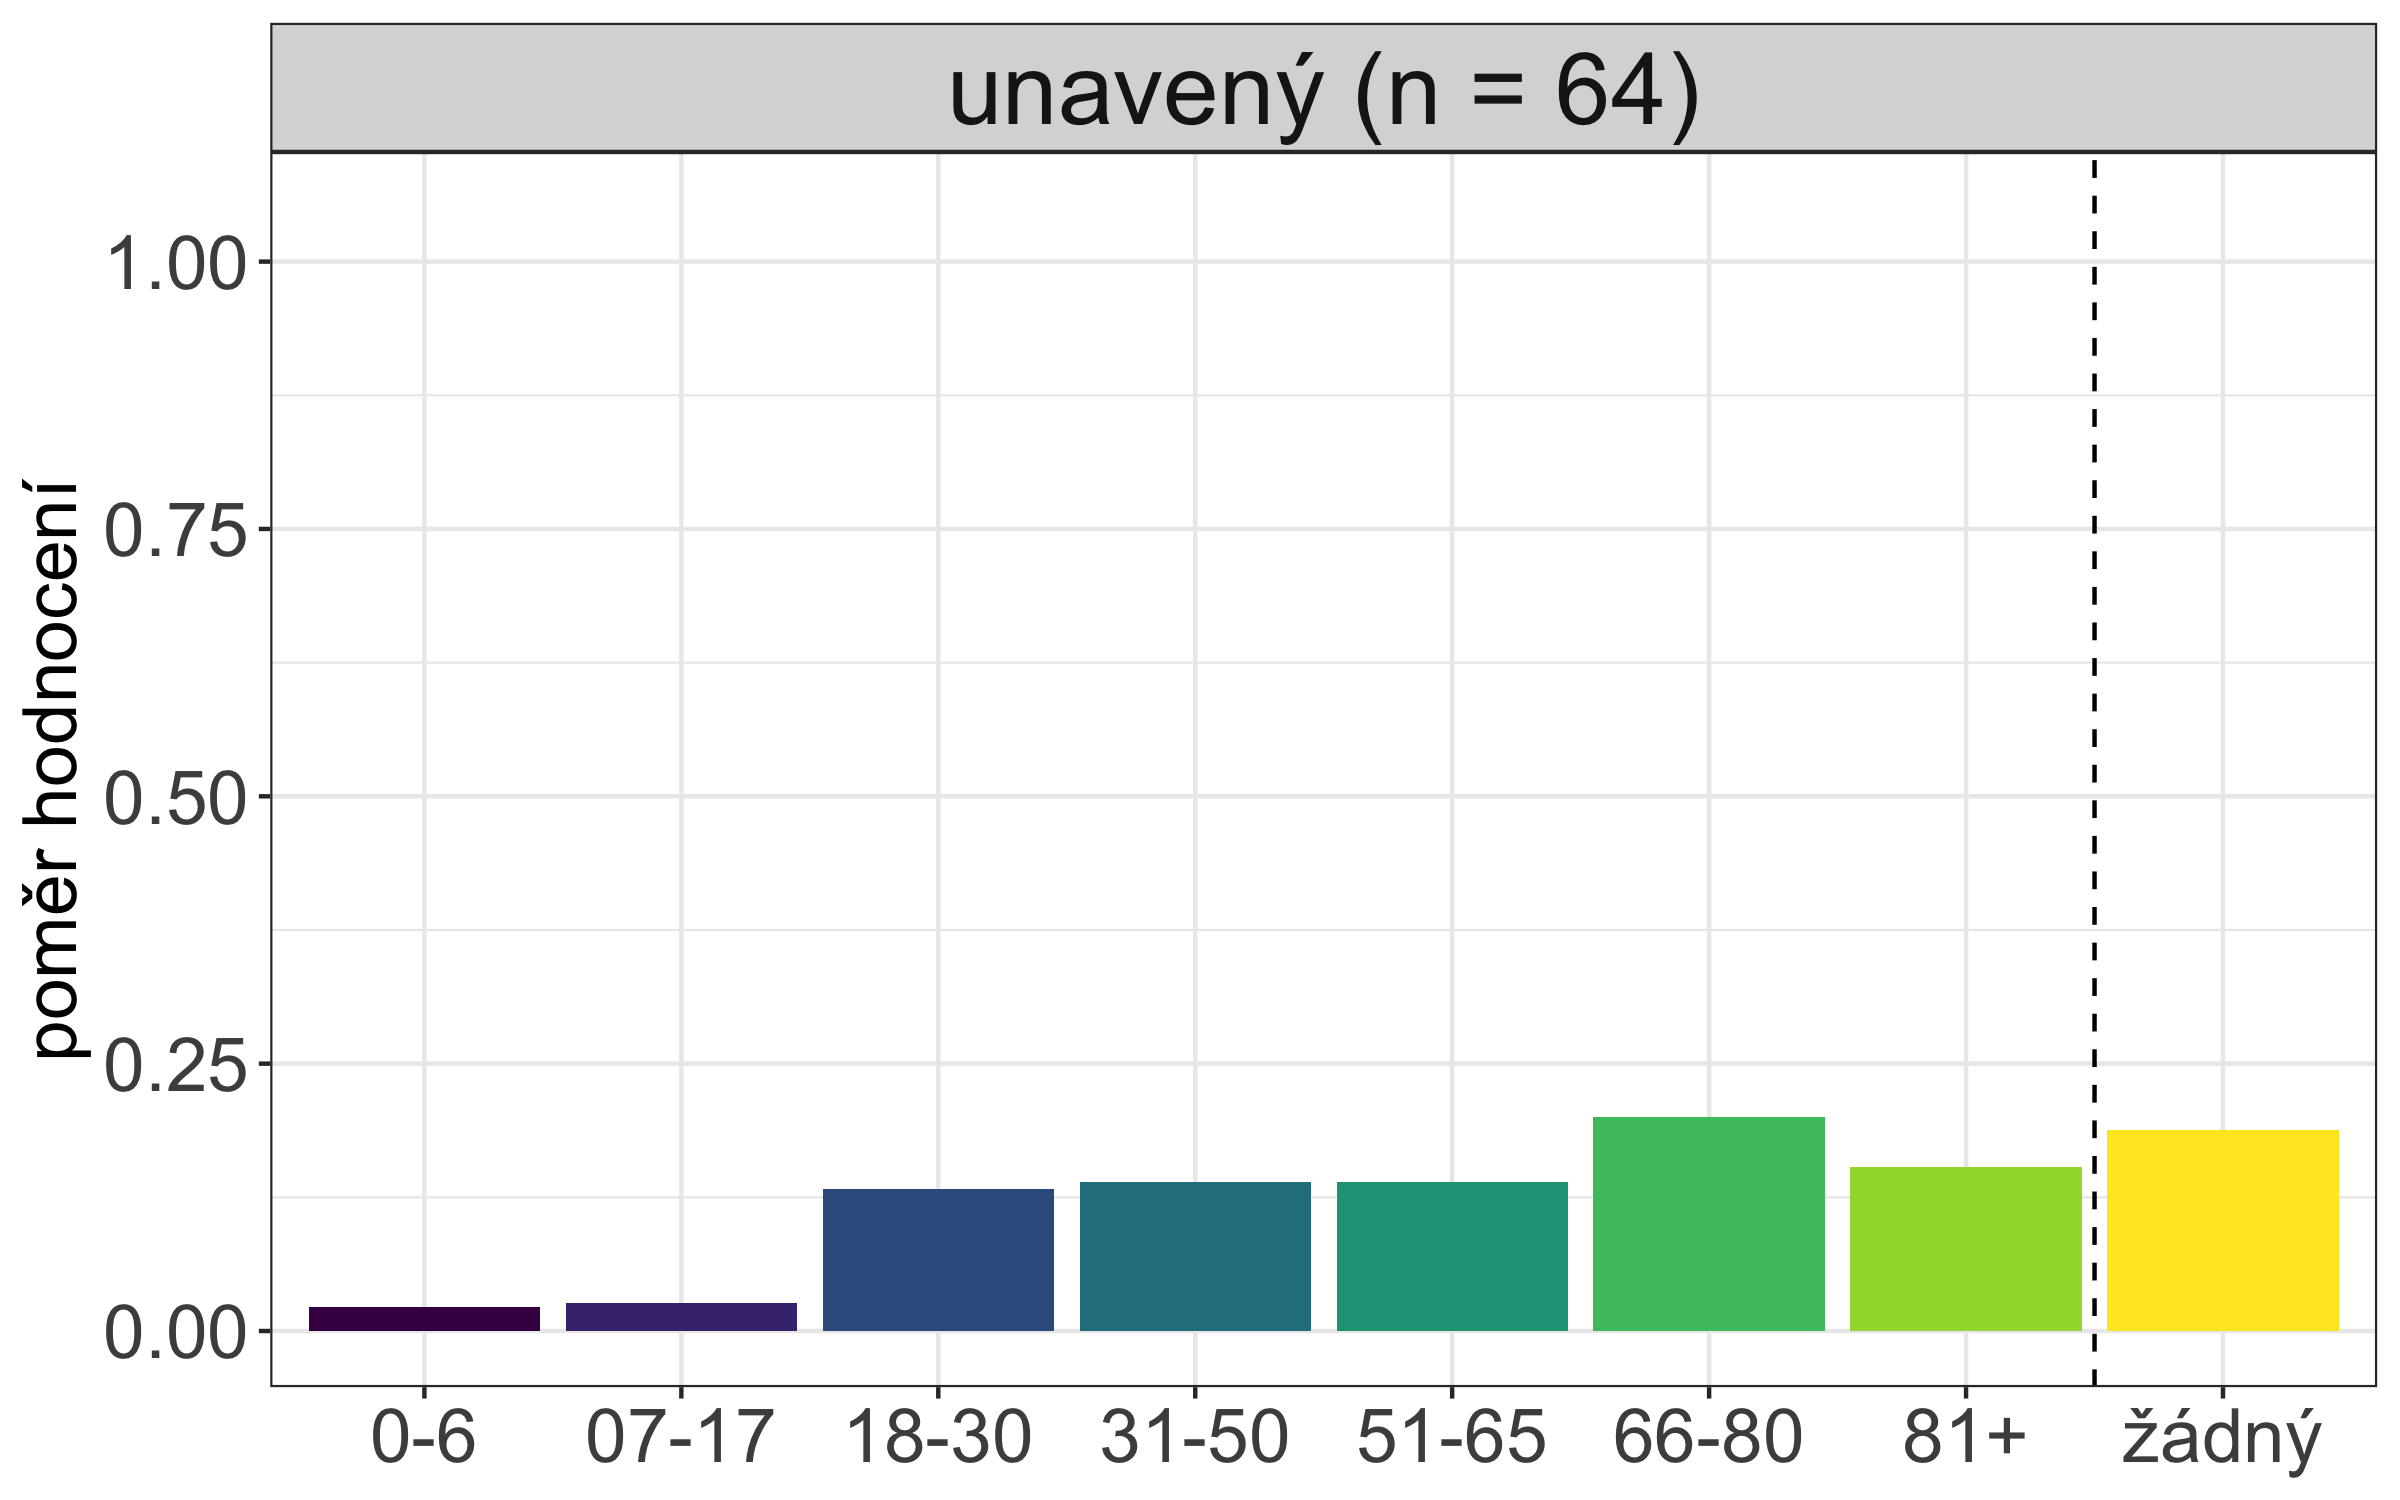 unavený (n = 64)
poměr hodnocení
1.00
0.75
0.50
0.25
0.00
0-6 07-17 18-30 31-50 51-65 66-80 81+ žádný